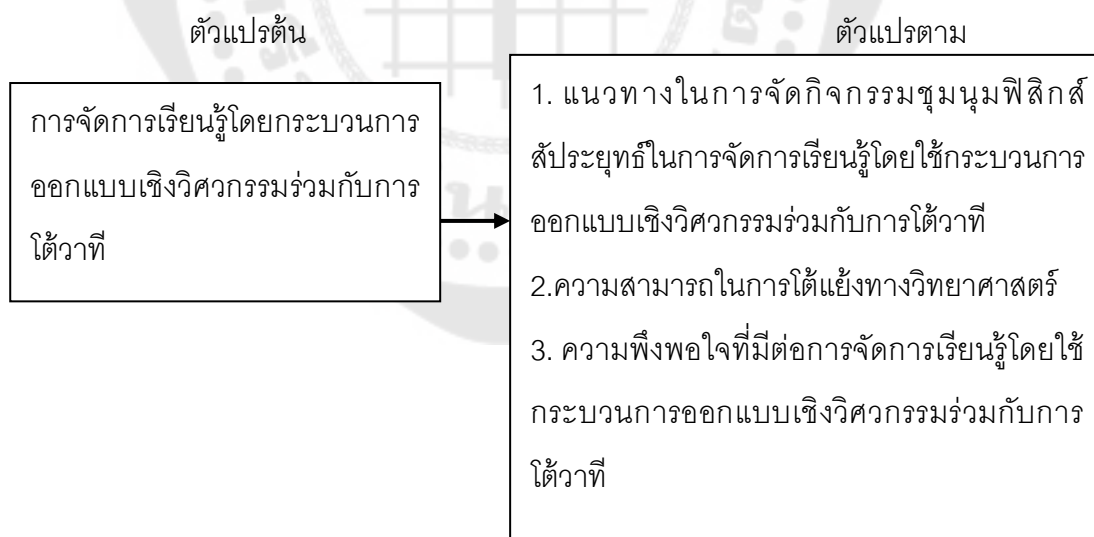 ตัวแปรต้น
ตัวแปรตาม
การจัดการเรียนรู้โดยกระบวนการ
ออกแบบเชิงวิศวกรรมร่วมกับการ
โต้วาที
1. แนวทางในการจัดกิจกรรมชุมนุมฟิสิกส์
สัประยุทธ์ในการจัดการเรียนรู้โดยใช้กระบวนการ
ออกแบบเชิงวิศวกรรมร่วมกับการโต้วาที
2.ความสามารถในการโต้แย้งทางวิทยาศาสตร์
3. ความพึงพอใจที่มีต่อการจัดการเรียนรู้โดยใช้
กระบวนการออกแบบเชิงวิศวกรรมร่วมกับการ
โต้วาที